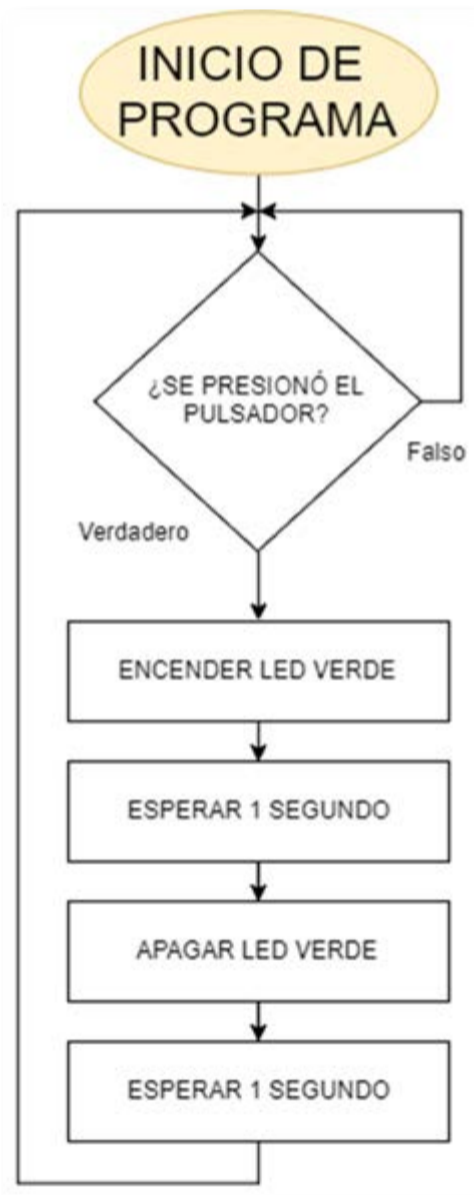 INICIO DE
PROGRAMA
¿SE PRESIONÓ EL
PULSADOR?
Falso
Verdadero
ENCENDER LED VERDE
ESPERAR 1 SEGUNDO
APAGAR LED VERDE
ESPERAR 1 SEGUNDO